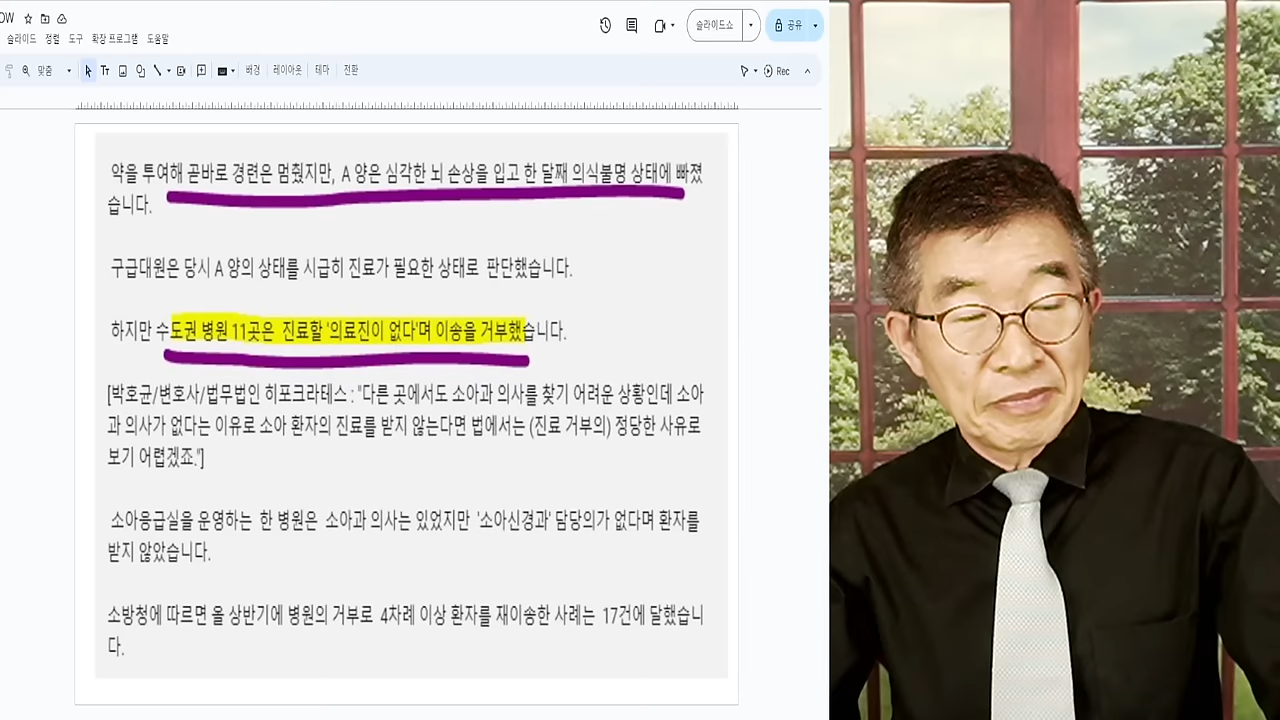 OW
슬라이드 정렬 도구 확장 프로그램 도움말
슬라이드쇼
공유
맞춤
배경 레이아웃 테마 전환
Rec
약을 투여해 곧바로 경련은 멈췄지만, A 양은 심각한 뇌 손상을 입고 한 달째 의식불명 상태에 빠졌
습니다.
구급대원은 당시 A 양의 상태를 시급히 진료가 필요한 상태로 판단했습니다.
하지만 수도권 병원 11곳은 진료할 '의료진이 없다'며 이송을 거부했습니다.
[박호균/변호사/법무법인 히포크라테스 : "다른 곳에서도 소아과 의사를 찾기 어려운 상황인데 소아
과 의사가 없다는 이유로 소아 환자의 진료를 받지 않는다면 법에서는 (진료 거부의) 정당한 사유로
보기 어렵겠죠."]
소아응급실을 운영하는 한 병원은 소아과 의사는 있었지만 '소아신경과' 담당의가 없다며 환자를
받지 않았습니다.
소방청에 따르면 올 상반기에 병원의 거부로 4차례 이상 환자를 재이송한 사례는 17건에 달했습니
다.